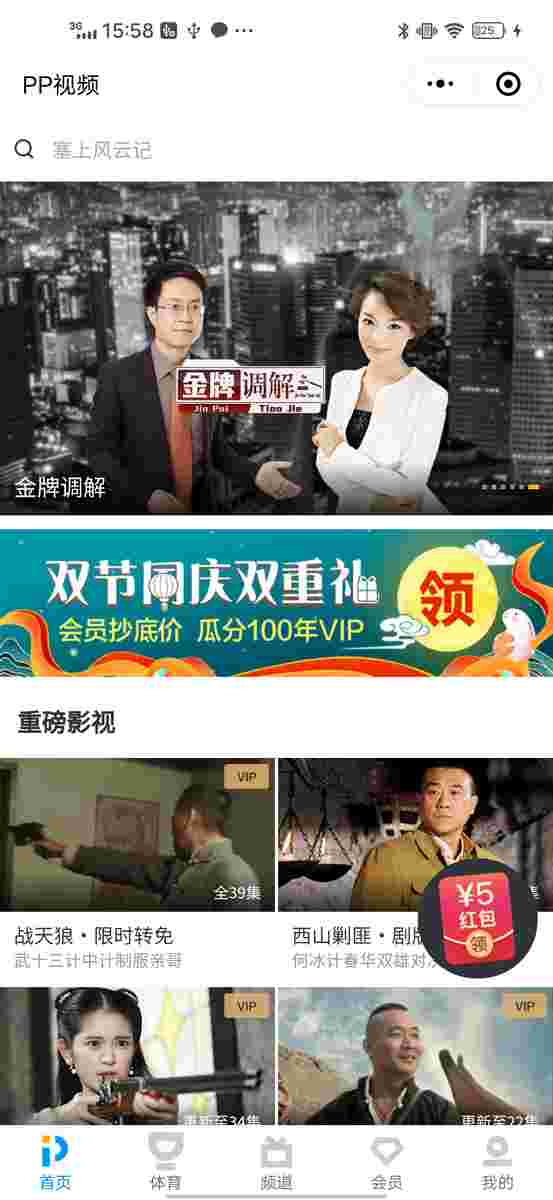 3G 15:58 25
PP视频
塞上风云记
金牌调解
Jin Pai Tiao Jie
金牌调解
双节同庆双重礼
会员抄底价 瓜分100年VIP
领
重磅影视
VIP
全39集
集
¥5
红包
领
战天狼·限时转免
西山剿匪·剧版
武十三计中计制服亲哥
何冰计春华双雄对决
VIP
VIP
更新至34集
更新至22集
首页
体育
频道
会员
我的